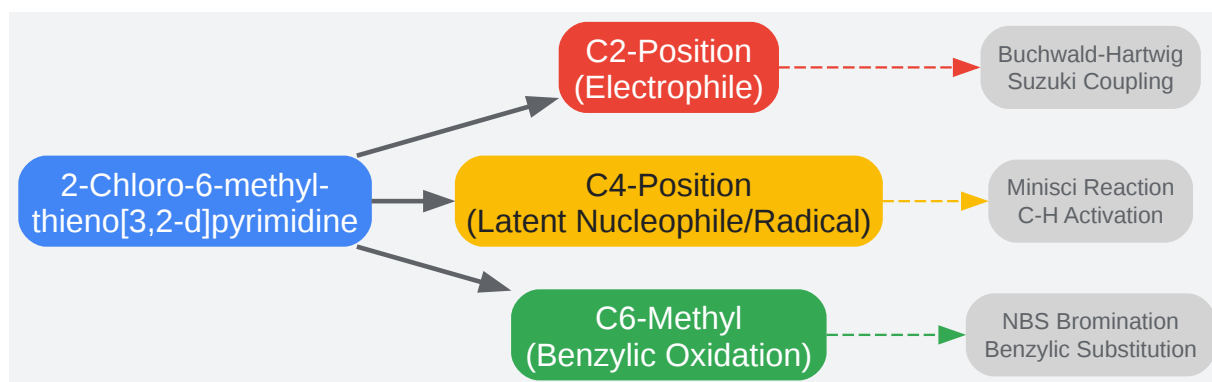 2-Chloro-6-methyl-
thieno[3,2-d]pyrimidine
C2-Position
(Electrophile)
Buchwald-Hartwig
Suzuki Coupling
C4-Position
(Latent Nucleophile/Radical)
Minisci Reaction
C-H Activation
C6-Methyl
(Benzylic Oxidation)
NBS Bromination
Benzylic Substitution